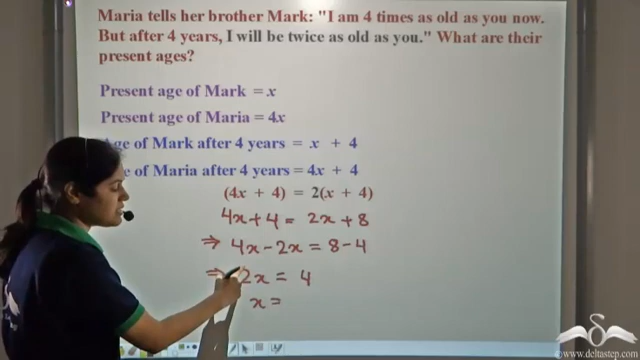 Maria tells her brother Mark: "I am 4 times as old as you now.
But after 4 years, I will be twice as old as you." What are their
present ages?
Present age of Mark = x
Present age of Maria = 4x
Age of Mark after 4 years = x + 4
of Maria after 4 years = 4x + 4
(4x + 4) = 2(x + 4)
4x + 4 = 2x + 8
⇒ 4x - 2x = 8 - 4
⇒ 2x = 4
x =
www.deltastep.com